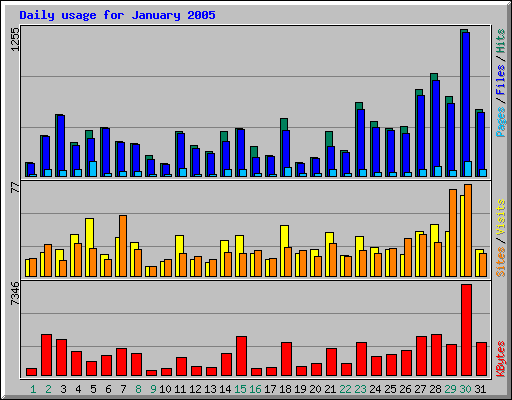 Daily usage for January 2005
1255
Pages / Files / Hits
77
Sites / Visits
7346
KBytes
1 2 3 4 5 6 7 8 9 10 11 12 13 14 15 16 17 18 19 20 21 22 23 24 25 26 27 28 29 30 31